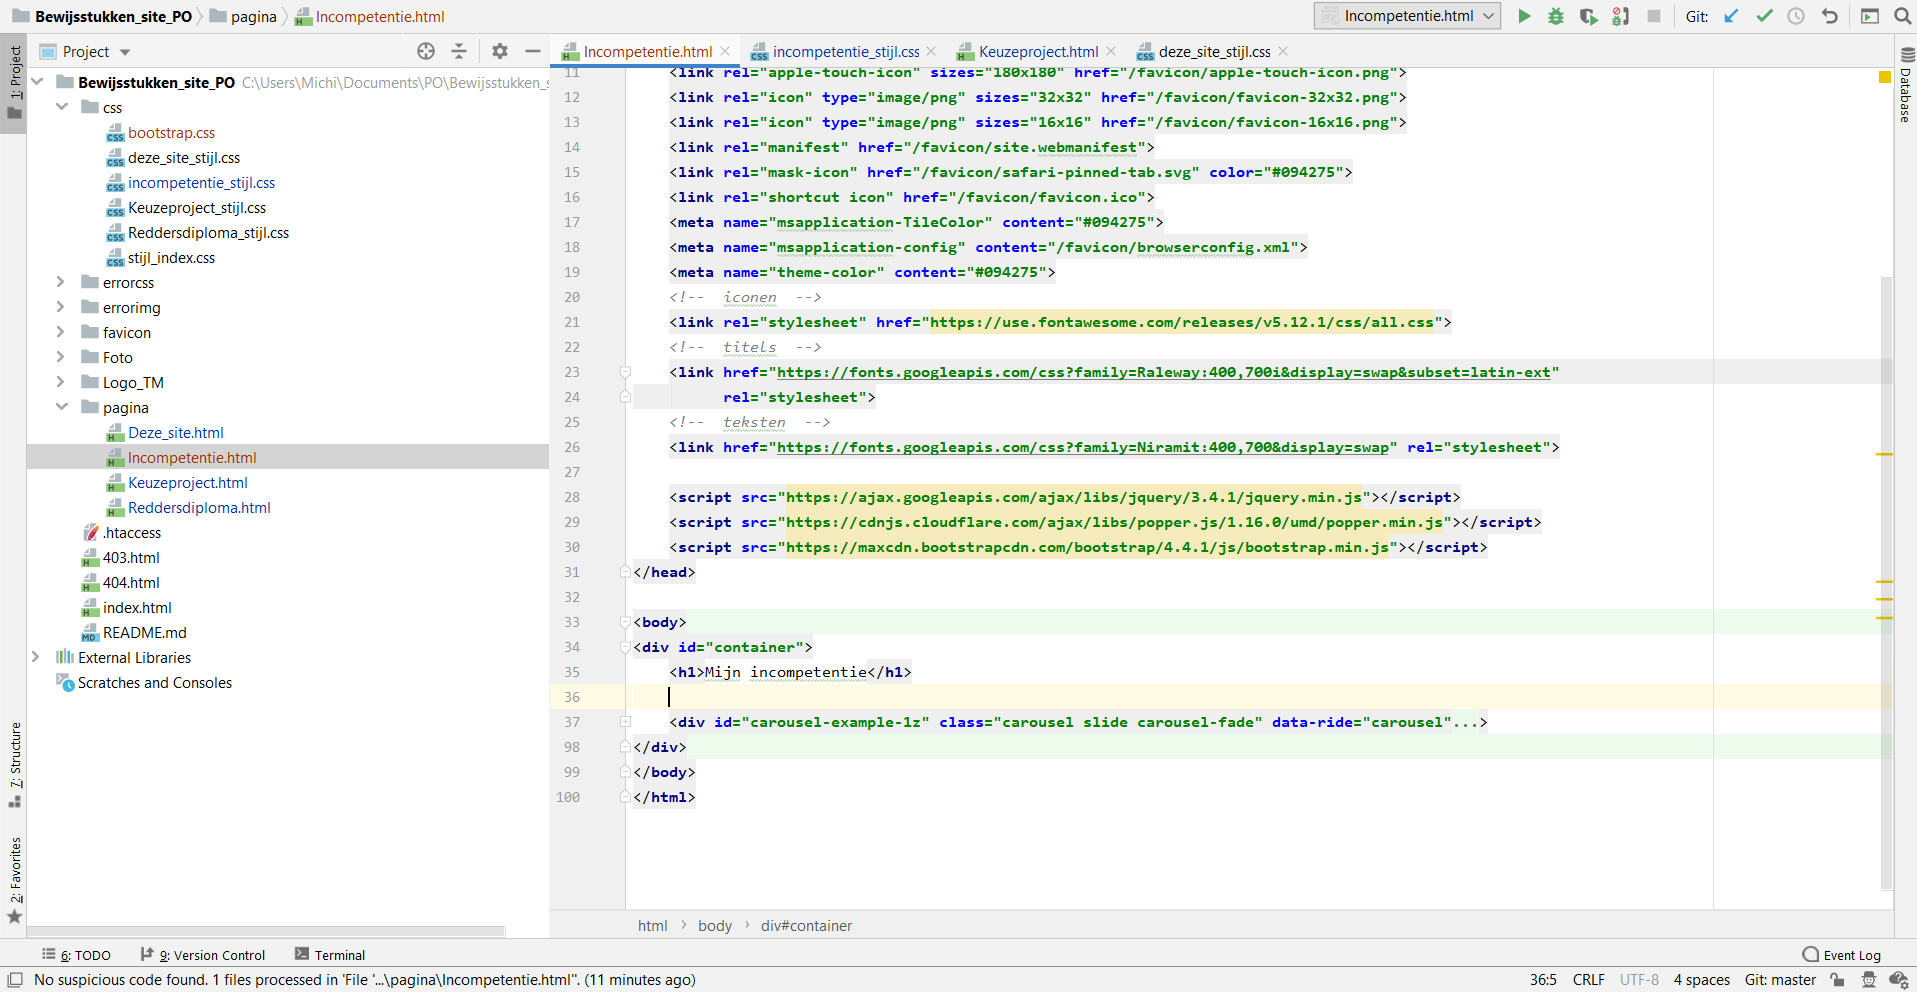 Bewijsstukken_site_PO pagina Incompetentie.html
Incompetentie.html
Git:
Project
Incompetentie.html
incompetentie_stijl.css
Keuzeproject.html
deze_site_stijl.css
1: Project
7: Structure
2: Favorites
Database
Bewijsstukken_site_PO C:\Users\Michi\Documents\PO\Bewijsstukken_s
css
bootstrap.css
deze_site_stijl.css
incompetentie_stijl.css
Keuzeproject_stijl.css
Reddersdiploma_stijl.css
stijl_index.css
errorcss
errorimg
favicon
Foto
Logo_TM
pagina
Deze_site.html
Incompetentie.html
Keuzeproject.html
Reddersdiploma.html
.htaccess
403.html
404.html
index.html
README.md
External Libraries
Scratches and Consoles
11 <link rel="apple-touch-icon" sizes="180x180" href="/favicon/apple-touch-icon.png">
12 <link rel="icon" type="image/png" sizes="32x32" href="/favicon/favicon-32x32.png">
13 <link rel="icon" type="image/png" sizes="16x16" href="/favicon/favicon-16x16.png">
14 <link rel="manifest" href="/favicon/site.webmanifest">
15 <link rel="mask-icon" href="/favicon/safari-pinned-tab.svg" color="#094275">
16 <link rel="shortcut icon" href="/favicon/favicon.ico">
17 <meta name="msapplication-TileColor" content="#094275">
18 <meta name="msapplication-config" content="/favicon/browserconfig.xml">
19 <meta name="theme-color" content="#094275">
20 <!-- iconen -->
21 <link rel="stylesheet" href="https://use.fontawesome.com/releases/v5.12.1/css/all.css">
22 <!-- titels -->
23 <link href="https://fonts.googleapis.com/css?family=Raleway:400,700i&display=swap&subset=latin-ext"
24 rel="stylesheet">
25 <!-- teksten -->
26 <link href="https://fonts.googleapis.com/css?family=Niramit:400,700&display=swap" rel="stylesheet">
27
28 <script src="https://ajax.googleapis.com/ajax/libs/jquery/3.4.1/jquery.min.js"></script>
29 <script src="https://cdnjs.cloudflare.com/ajax/libs/popper.js/1.16.0/umd/popper.min.js"></script>
30 <script src="https://maxcdn.bootstrapcdn.com/bootstrap/4.4.1/js/bootstrap.min.js"></script>
31 </head>
32
33 <body>
34 <div id="container">
35 <h1>Mijn incompetentie</h1>
36
37 <div id="carousel-example-1z" class="carousel slide carousel-fade" data-ride="carousel"...>
98 </div>
99 </body>
100 </html>
html body div#container
6: TODO
9: Version Control
Terminal
Event Log
No suspicious code found. 1 files processed in 'File '...\pagina\Incompetentie.html''. (11 minutes ago)
36:5 CRLF UTF-8 4 spaces Git: master